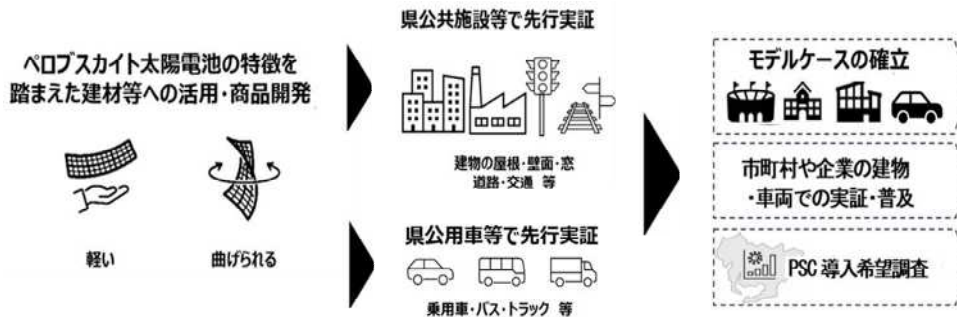 ペロブスカイト太陽電池の特徴を
踏まえた建材等への活用・商品開発
軽い
曲げられる
県公共施設等で先行実証
建物の屋根・壁面・窓
道路・交通 等
県公用車等で先行実証
乗用車・バス・トラック 等
モデルケースの確立
市町村や企業の建物
・車両での実証・普及
PSC 導入希望調査